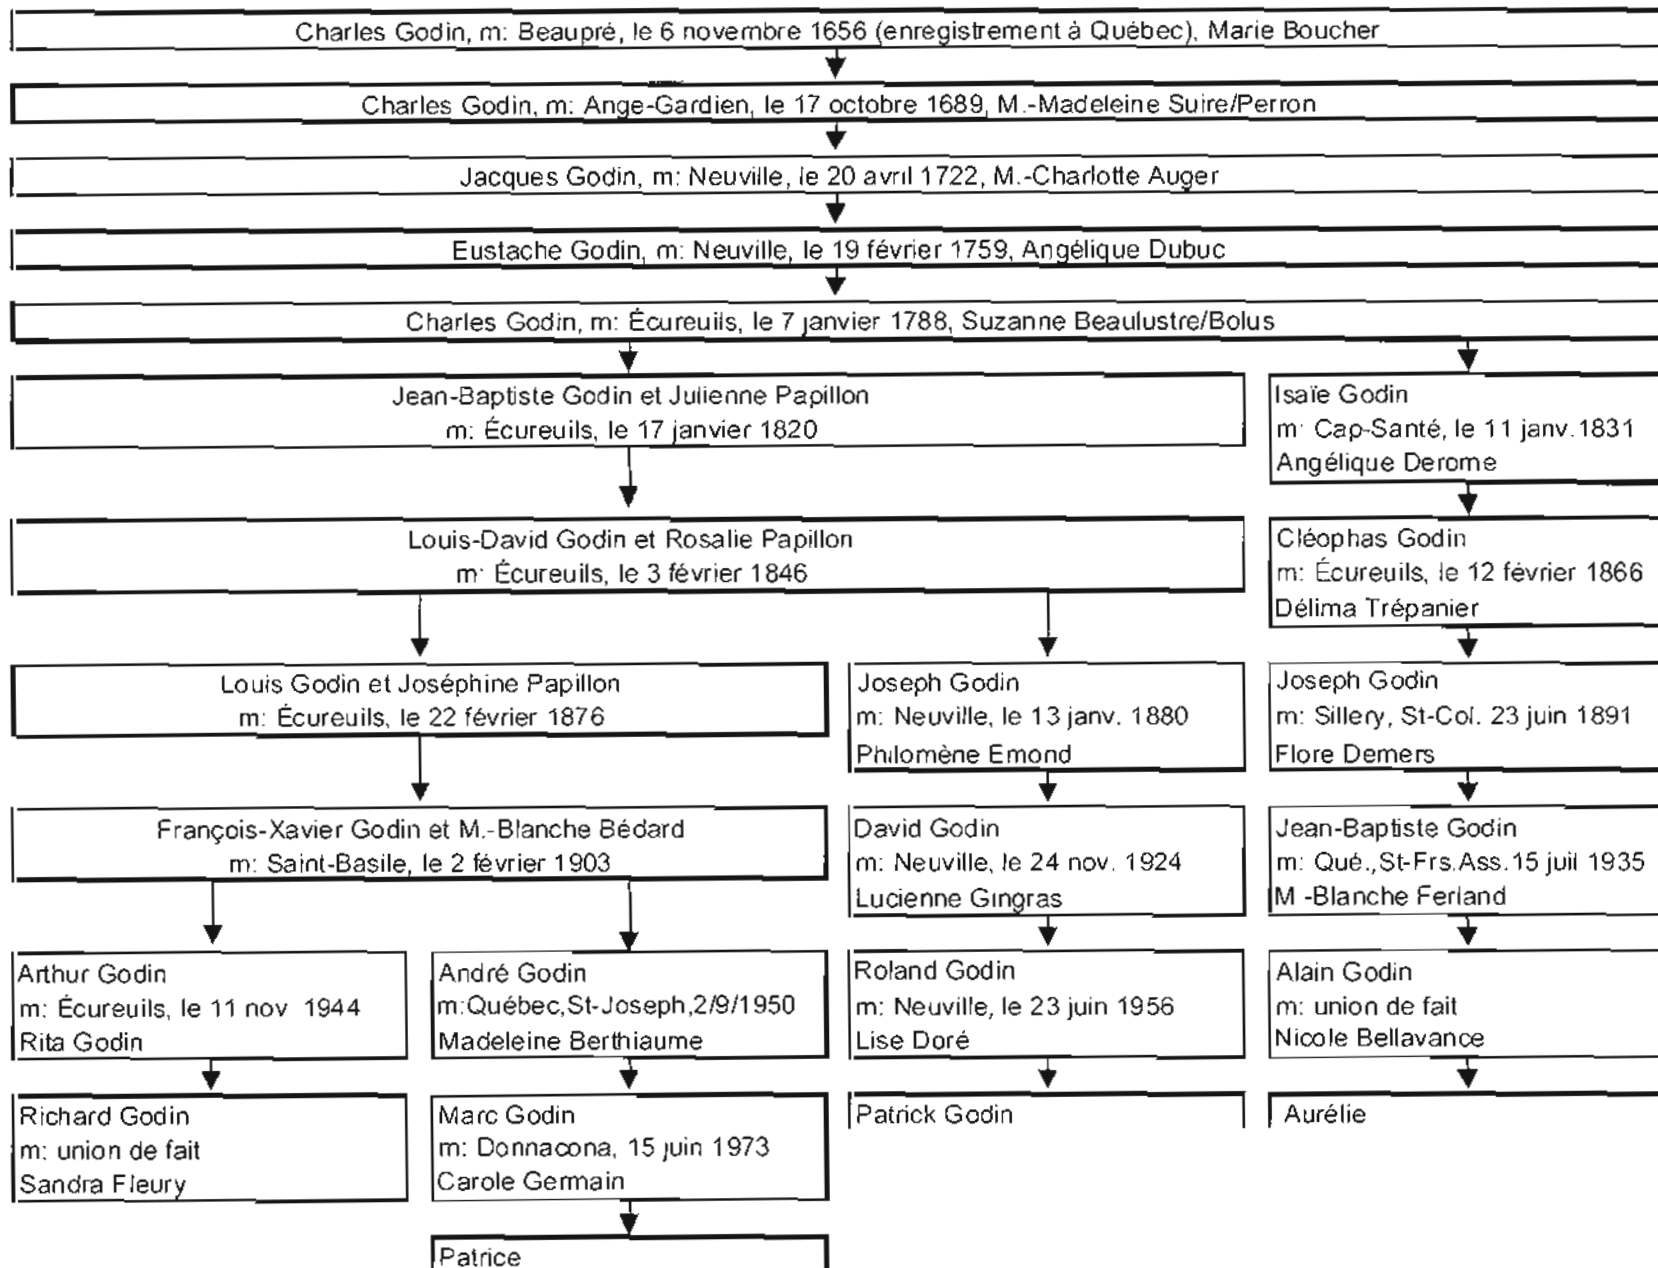 Charles Godin, m: Beaupré, le 6 novembre 1656 (enregistrement à Québec), Marie Boucher
Charles Godin, m: Ange-Gardien, le 17 octobre 1689, M.-Madeleine Suire/Perron
Jacques Godin, m: Neuville, le 20 avril 1722, M.-Charlotte Auger
Eustache Godin, m: Neuville, le 19 février 1759, Angélique Dubuc
Charles Godin, m: Écureuils, le 7 janvier 1788, Suzanne Beaulustre/Bolus
Jean-Baptiste Godin et Julienne Papillon
m: Écureuils, le 17 janvier 1820
Isaïe Godin
m: Cap-Santé, le 11 janv.1831
Angélique Derome
Louis-David Godin et Rosalie Papillon
m: Écureuils, le 3 février 1846
Cléophas Godin
m: Écureuils, le 12 février 1866
Délima Trépanier
Louis Godin et Joséphine Papillon
m: Écureuils, le 22 février 1876
Joseph Godin
m: Neuville, le 13 janv. 1880
Philomène Emond
Joseph Godin
m: Sillery, St-Col. 23 juin 1891
Flore Demers
François-Xavier Godin et M.-Blanche Bédard
m: Saint-Basile, le 2 février 1903
David Godin
m: Neuville, le 24 nov. 1924
Lucienne Gingras
Jean-Baptiste Godin
m: Qué.,St-Frs.Ass.15 juil 1935
M.-Blanche Ferland
Arthur Godin
m: Écureuils, le 11 nov 1944
Rita Godin
André Godin
m:Québec,St-Joseph,2/9/1950
Madeleine Berthiaume
Roland Godin
m: Neuville, le 23 juin 1956
Lise Doré
Alain Godin
m: union de fait
Nicole Bellavance
Richard Godin
m: union de fait
Sandra Fleury
Marc Godin
m: Donnacona, 15 juin 1973
Carole Germain
Patrick Godin
Aurélie
Patrice